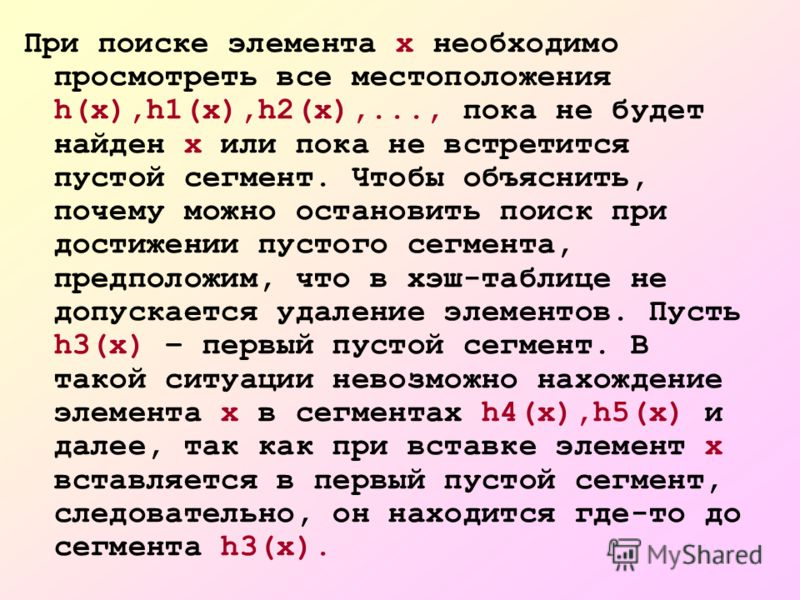 При поиске элемента x необходимо
просмотреть все местоположения
h(x),h1(x),h2(x),..., пока не будет
найден x или пока не встретится
пустой сегмент. Чтобы объяснить,
почему можно остановить поиск при
достижении пустого сегмента,
предположим, что в хэш-таблице не
допускается удаление элементов. Пусть
h3(x) – первый пустой сегмент. В
такой ситуации невозможно нахождение
элемента x в сегментах h4(x),h5(x) и
далее, так как при вставке элемент x
вставляется в первый пустой сегмент,
следовательно, он находится где-то до
сегмента h3(x).
MyShared